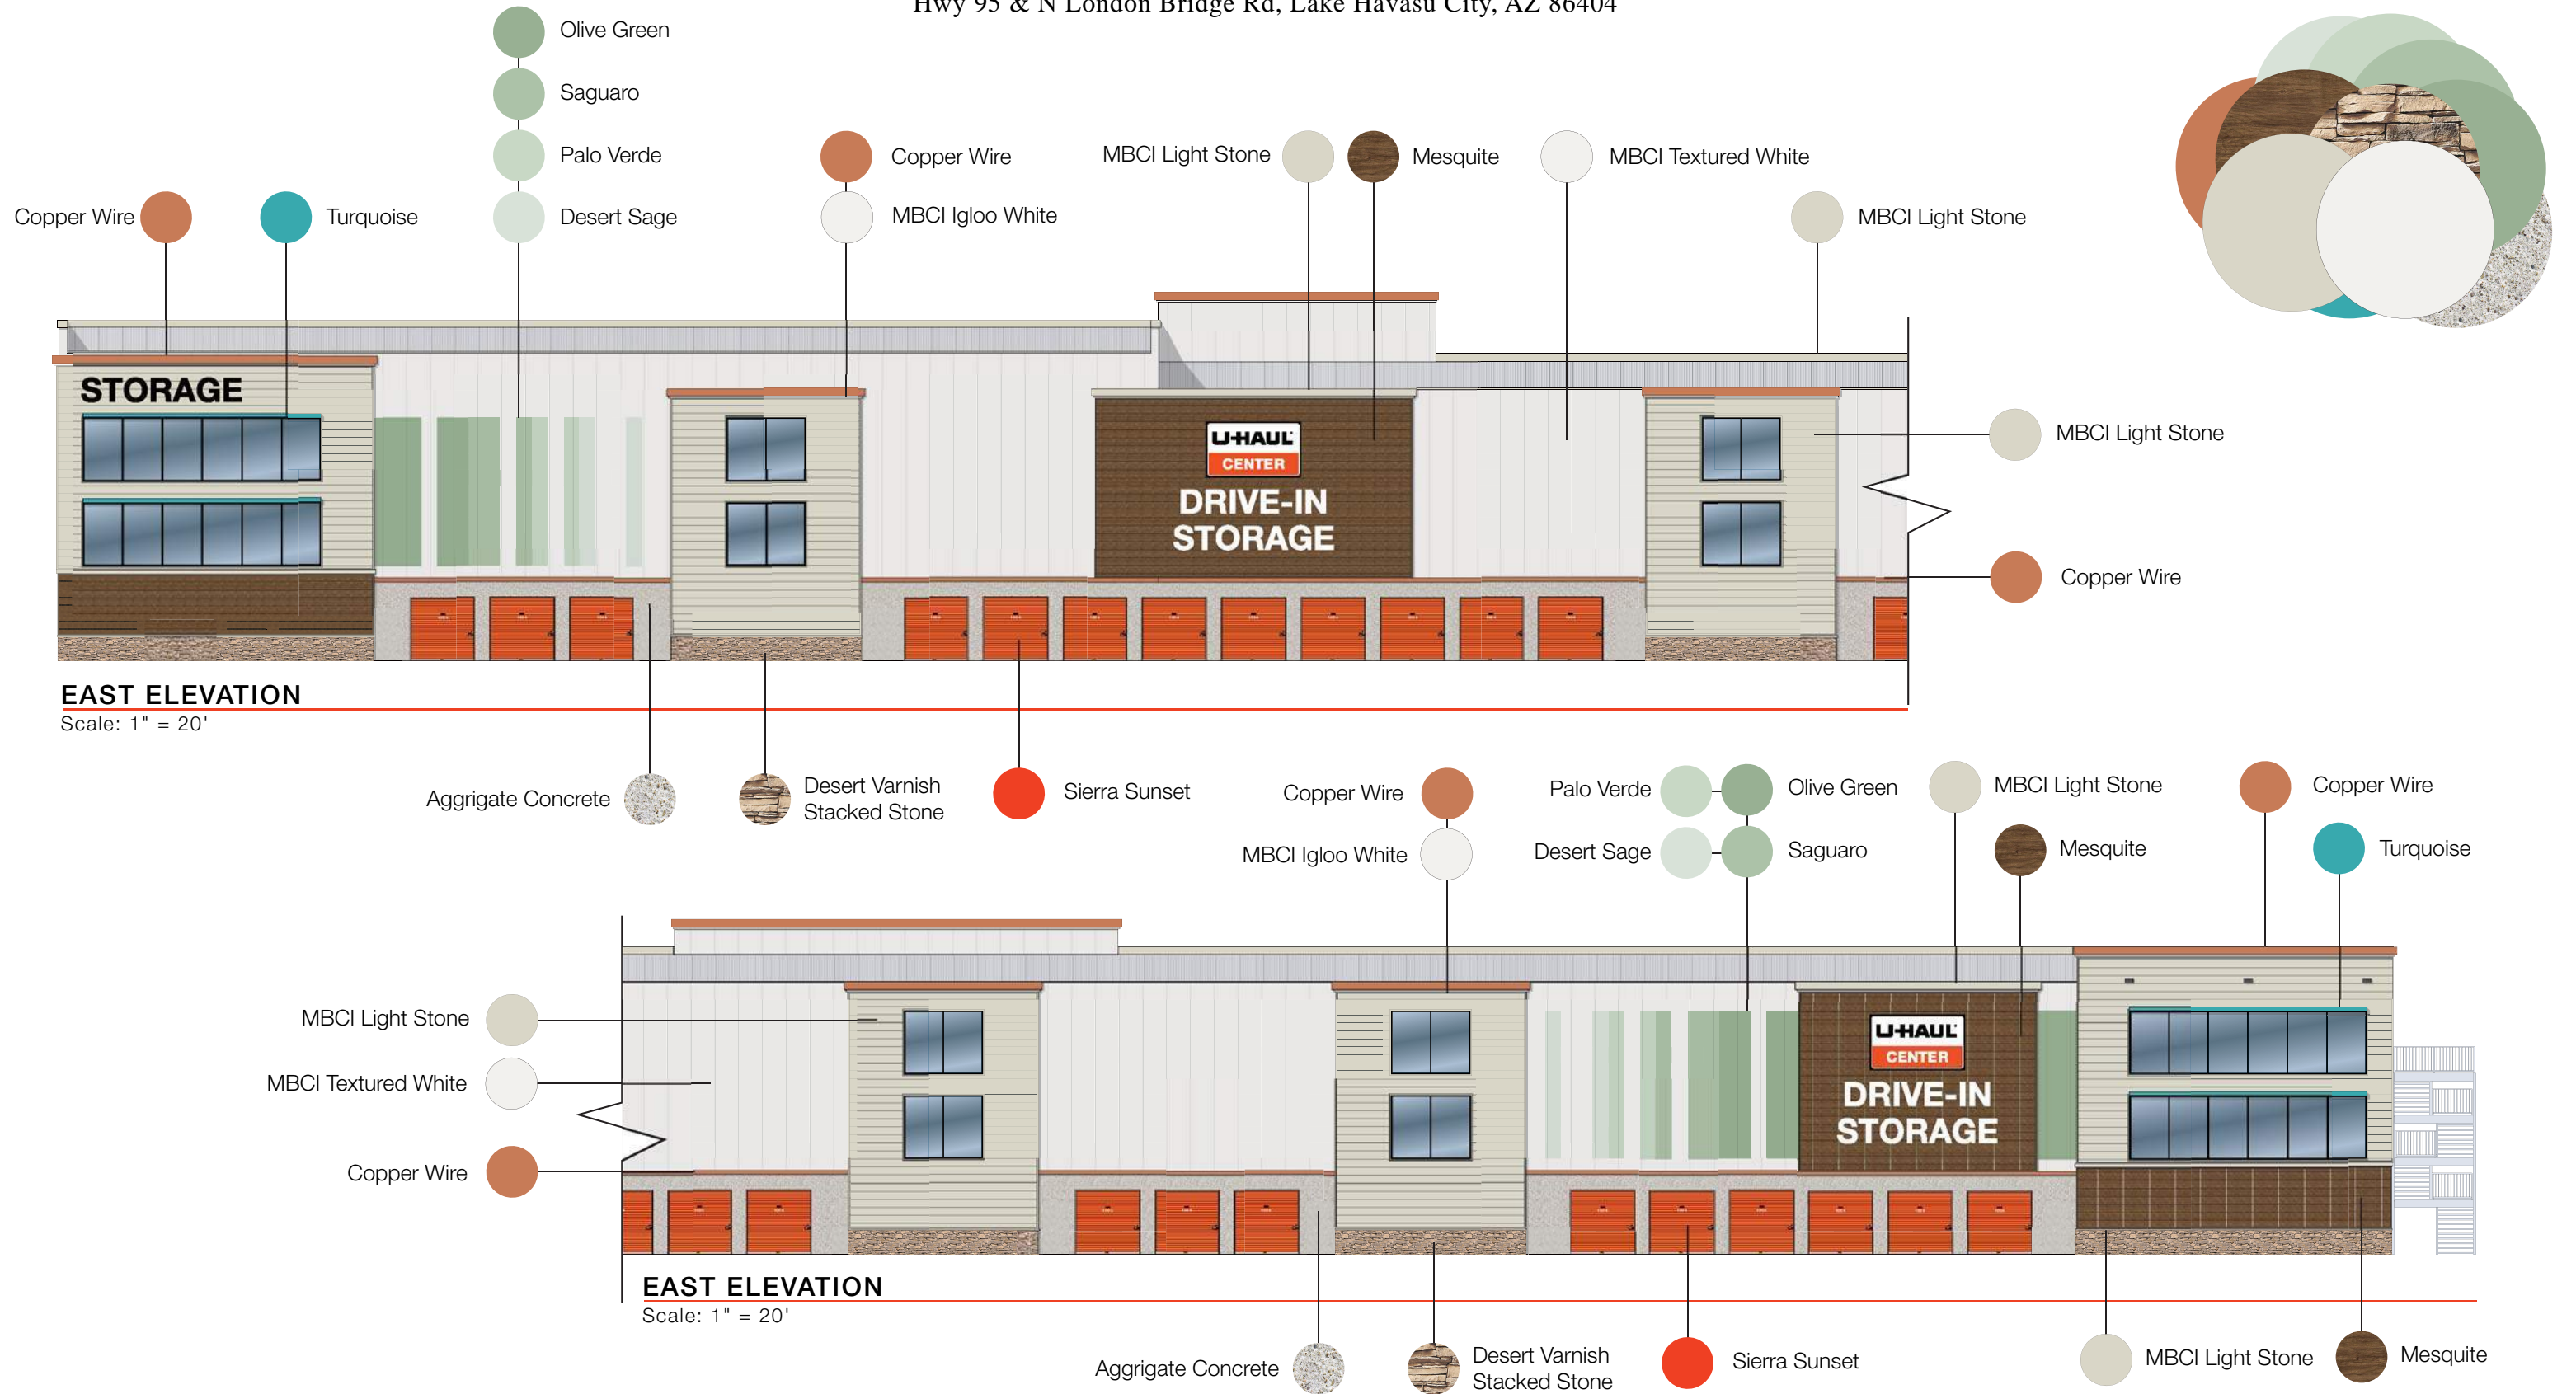 Hwy 95 & N London Bridge Rd, Lake Havasu City, AZ 86404
Olive Green
Saguaro
Palo Verde
Desert Sage
Copper Wire
Turquoise
Copper Wire
MBCI Igloo White
MBCI Light Stone
Mesquite
MBCI Textured White
MBCI Light Stone
STORAGE
U-HAUL
CENTER
DRIVE-IN
STORAGE
MBCI Light Stone
Copper Wire
EAST ELEVATION
Scale: 1" = 20'
Aggrigate Concrete
Desert Varnish
Stacked Stone
Sierra Sunset
Copper Wire
MBCI Igloo White
Palo Verde
Olive Green
Desert Sage
Saguaro
MBCI Light Stone
Mesquite
Copper Wire
Turquoise
MBCI Light Stone
MBCI Textured White
Copper Wire
U-HAUL
CENTER
DRIVE-IN
STORAGE
EAST ELEVATION
Scale: 1" = 20'
Aggrigate Concrete
Desert Varnish
Stacked Stone
Sierra Sunset
MBCI Light Stone
Mesquite